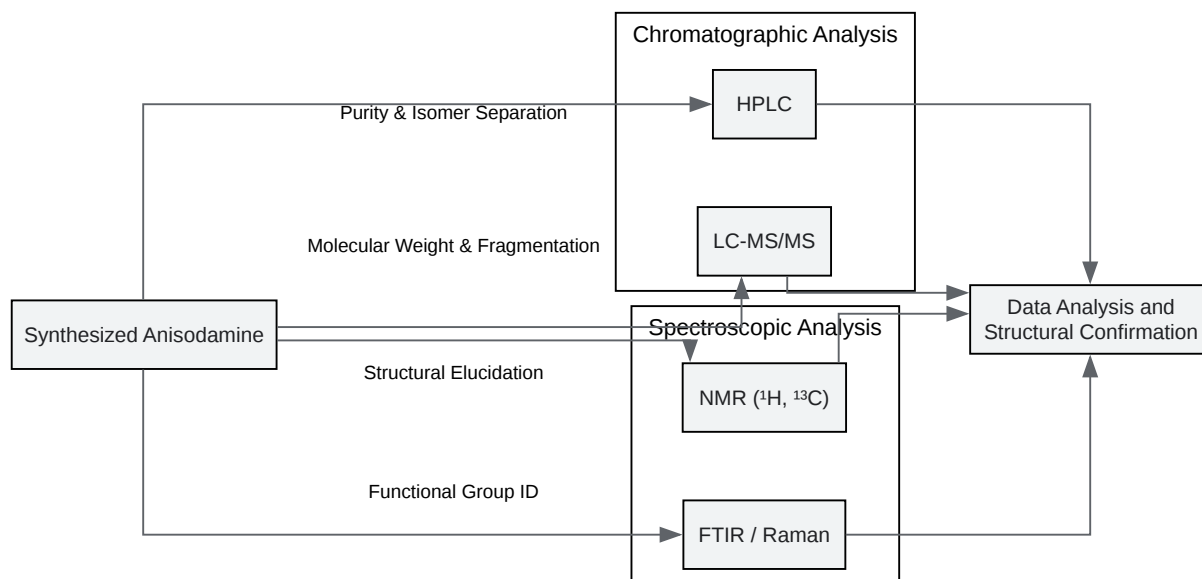 Chromatographic Analysis
HPLC
Purity & Isomer Separation
LC-MS/MS
Molecular Weight & Fragmentation
Synthesized Anisodamine
Data Analysis and
Structural Confirmation
Spectroscopic Analysis
Structural Elucidation
NMR (¹H, ¹³C)
Functional Group ID
FTIR / Raman